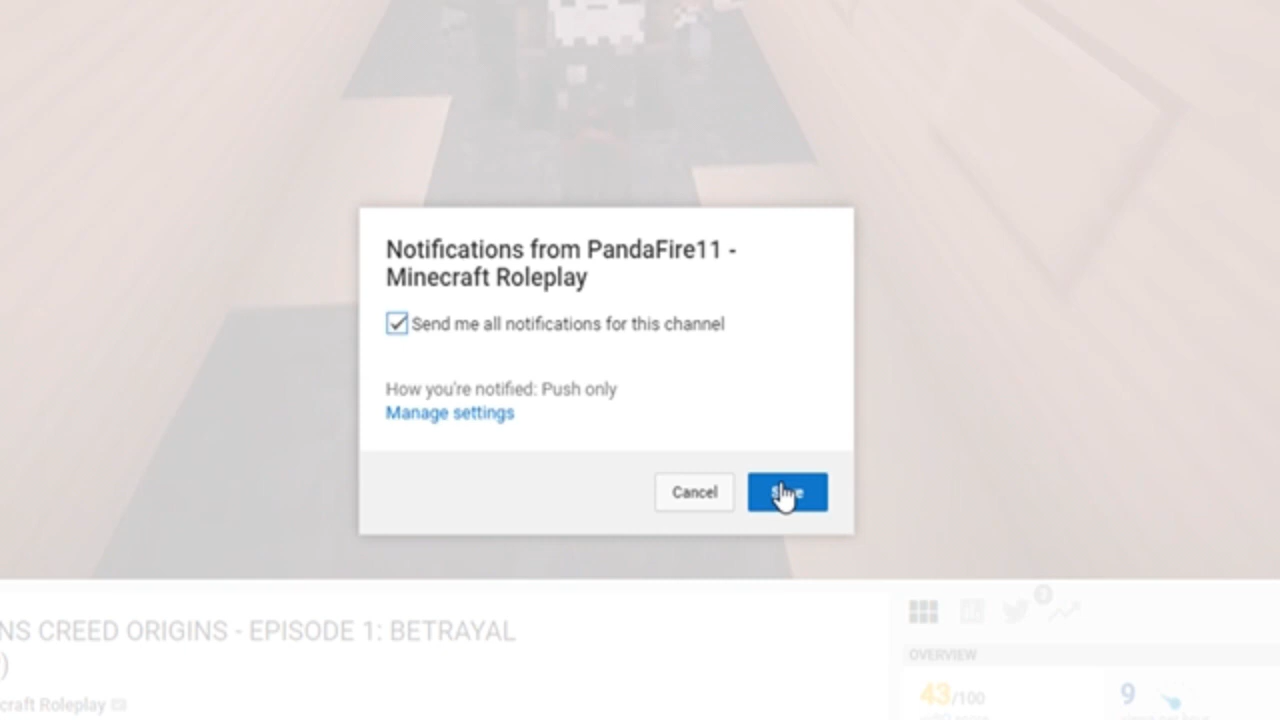 Notifications from PandaFire11 -
Minecraft Roleplay
Send me all notifications for this channel
How you're notified: Push only
Manage settings
Cancel
NS CREED ORIGINS - EPISODE 1: BETRAYAL
)
craft Roleplay
3
OVERVIEW
43/100
9